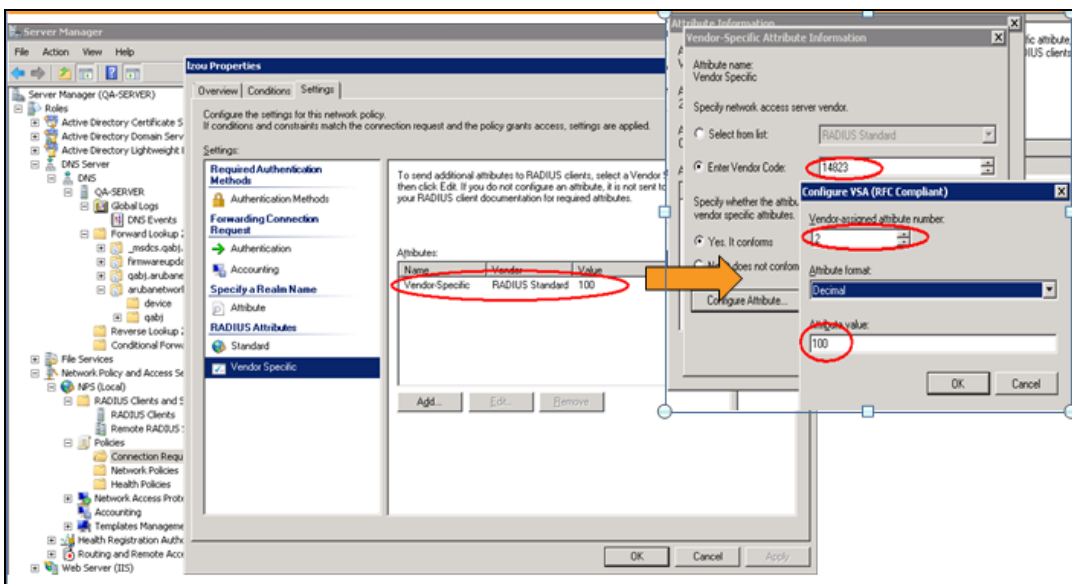 Server Manager
File Action View Help
Server Manager (QA-SERVER)
Roles
Active Directory Certificate S
Active Directory Domain Serv
Active Directory Lightweight
DNS Server
DNS
QA-SERVER
Global Logs
DNS Events
Forward Lookup
_msdcs.qabj.
firmwareupda
qabj.arubane
arubanetworl
device
qabj
Reverse Lookup
Conditional Forw
File Services
Network Policy and Access Se
NPS (Local)
RADIUS Clients and S
RADIUS Clients
Remote RADIUS
Policies
Connection Requ
Network Policies
Health Policies
Network Access Prote
Accounting
Templates Manageme
Health Registration Autho
Routing and Remote Acce
Web Server (IIS)
Izou Properties
Overview Conditions Settings
Configure the settings for this network policy.
If conditions and constraints match the connection request and the policy grants access, settings are applied.
Settings:
Required Authentication Methods
Authentication Methods
Forwarding Connection Request
Authentication
Accounting
Specify a Realm Name
Attribute
RADIUS Attributes
Standard
Vendor Specific
To send additional attributes to RADIUS clients, select a Vendor S
then click Edit. If you do not configure an attribute, it is not sent to
your RADIUS client documentation for required attributes.
Attributes:
Name Vendor Value
Vendor-Specific RADIUS Standard 100
Add... Edit... Remove
OK Cancel Apply
Attribute Information
fic attribute,
DIUS clients
Vendor-Specific Attribute Information
Attribute name:
Vendor Specific
Specify network access server vendor.
Select from list: RADIUS Standard
Enter Vendor Code: 14823
Specify whether the attribu
vendor specific attributes.
Yes. It conforms
does not conform
Configure Attribute...
Configure VSA (RFC Compliant)
Vendor-assigned attribute number:
2
Attribute format:
Decimal
Attribute value:
100
OK Cancel